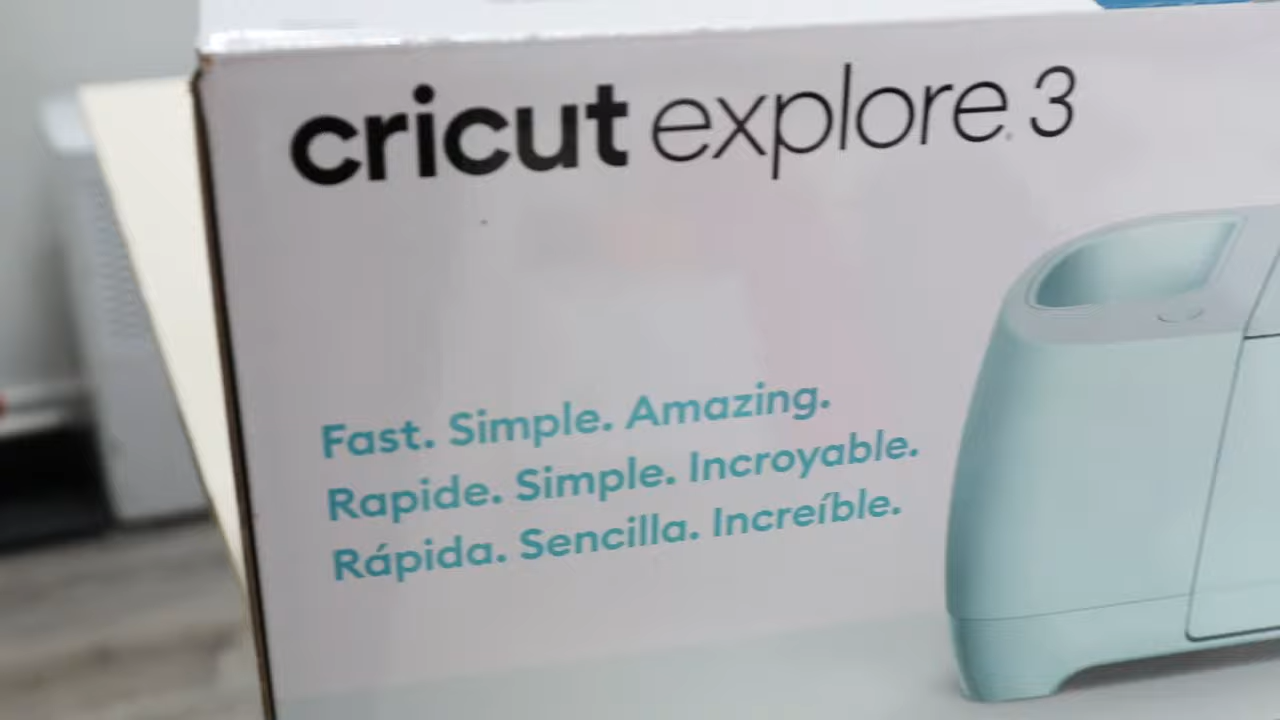 cricut explore 3
Fast. Simple. Amazing.
Rapide. Simple. Incroyable.
Rápida. Sencilla. Increíble.